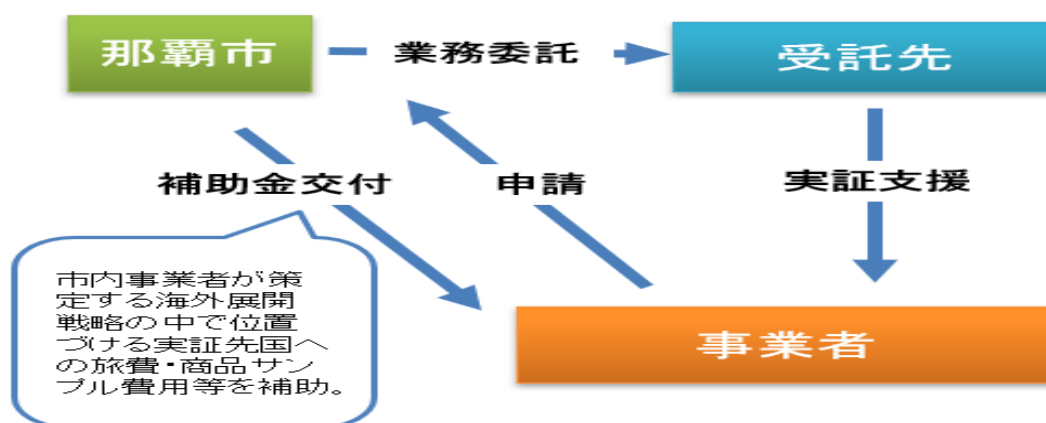 那覇市
業務委託
受託先
補助金交付
申請
実証支援
市内事業者が策
定する海外展開
戦略の中で位置
づける実証先国へ
の旅費・商品サン
プル費用等を補助。
事業者